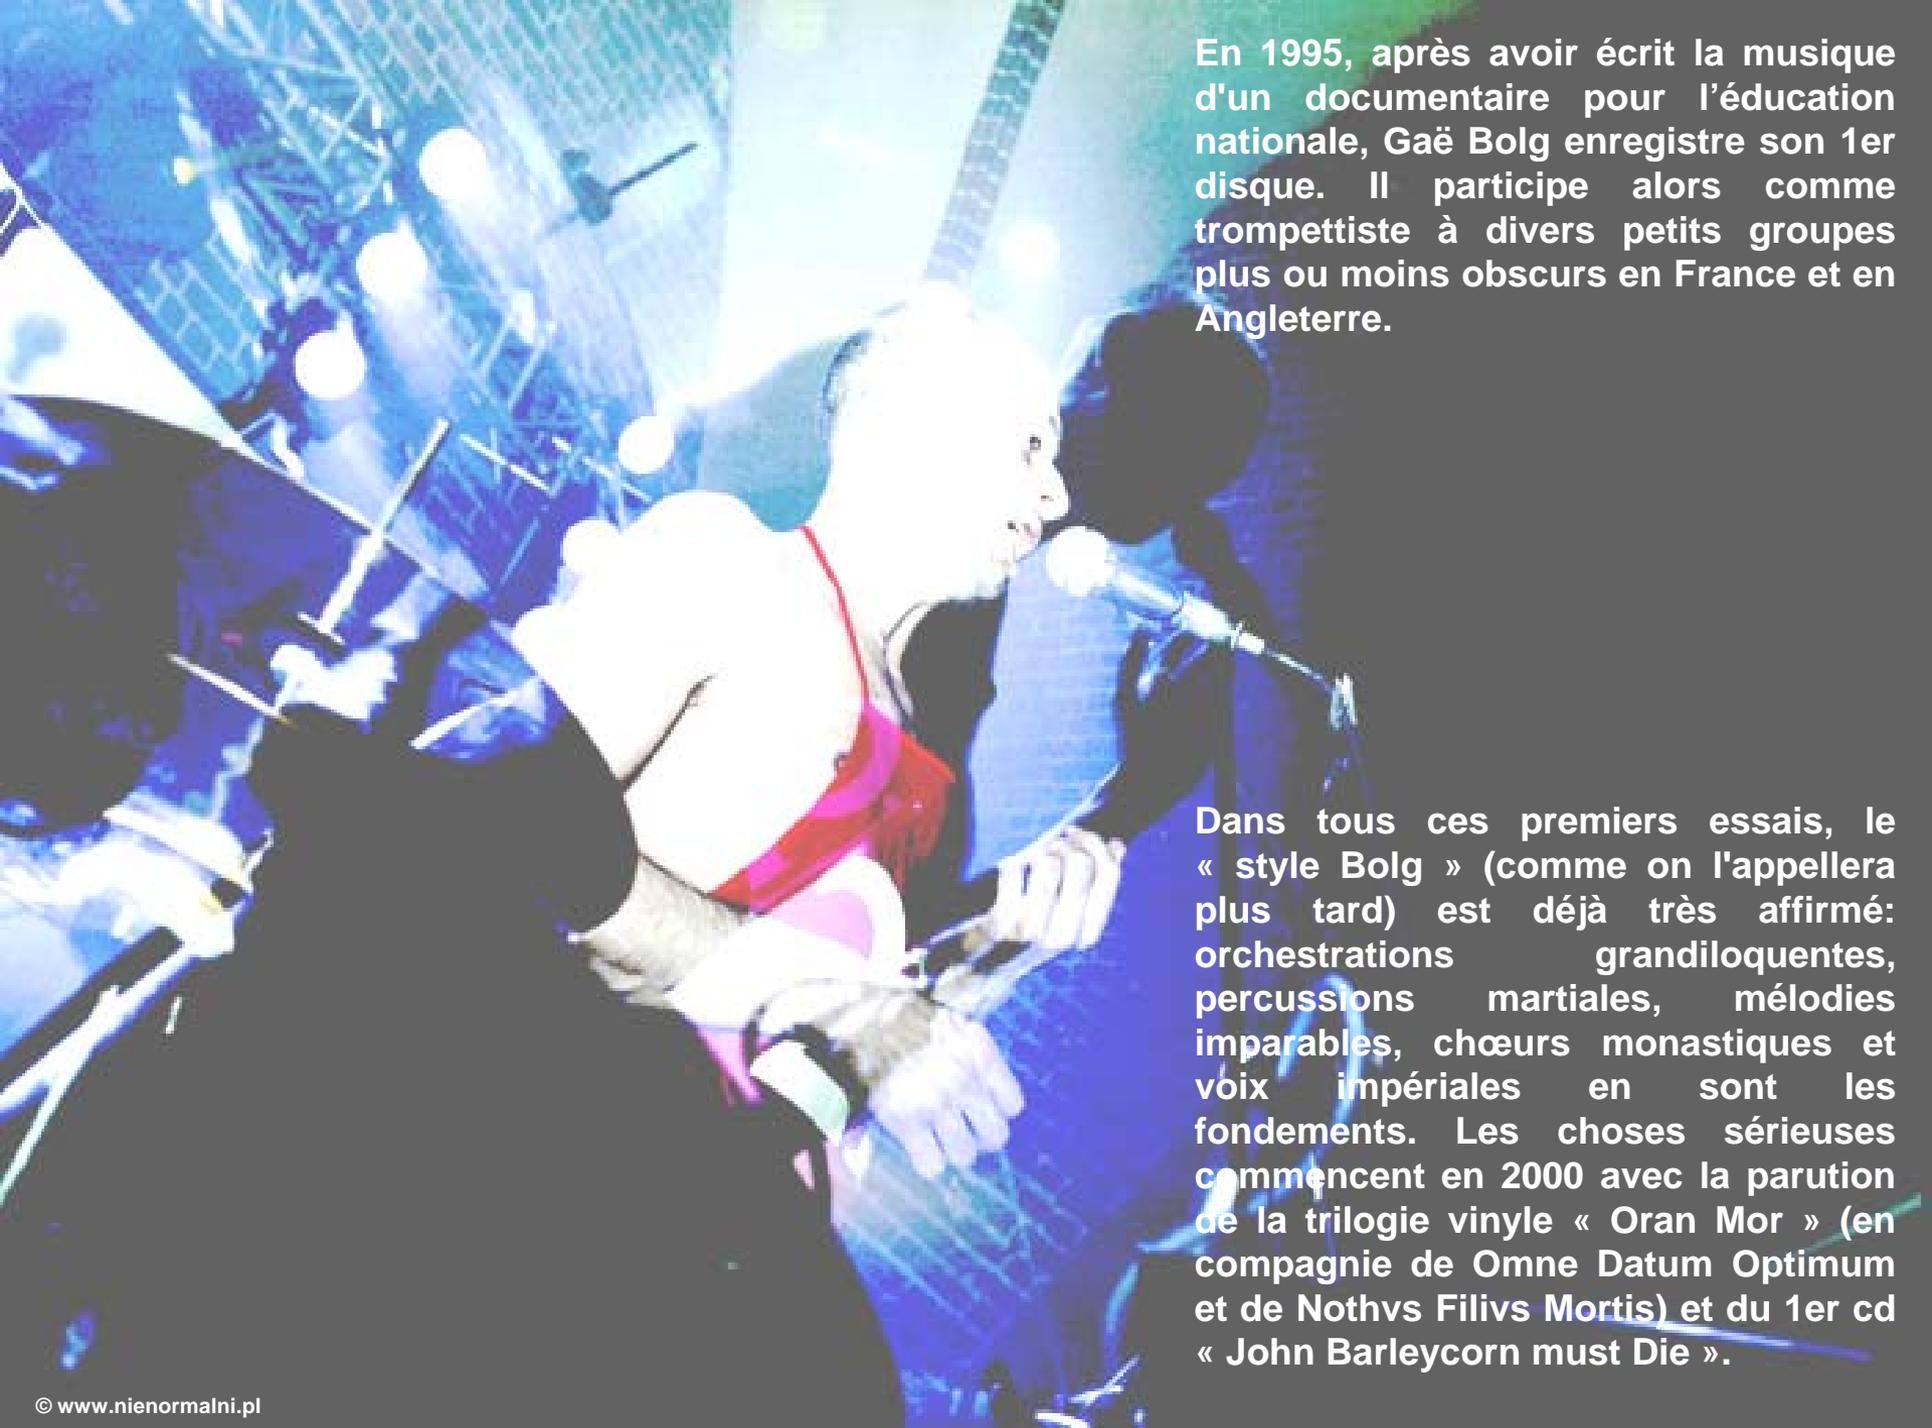 En 1995, après avoir écrit la musique
d'un documentaire pour l’éducation
nationale, Gaë Bolg enregistre son 1er
disque. Il participe alors comme
trompettiste à divers petits groupes
plus ou moins obscurs en France et en
Angleterre.
Dans tous ces premiers essais, le
« style Bolg » (comme on l'appellera
plus tard) est déjà très affirmé:
orchestrations grandiloquentes,
percussions martiales, mélodies
imparables, chœurs monastiques et
voix impériales en sont les
fondements. Les choses sérieuses
commencent en 2000 avec la parution
de la trilogie vinyle « Oran Mor » (en
compagnie de Omne Datum Optimum
et de Nothvs Filivs Mortis) et du 1er cd
« John Barleycorn must Die ».
© www.nienormalni.pl